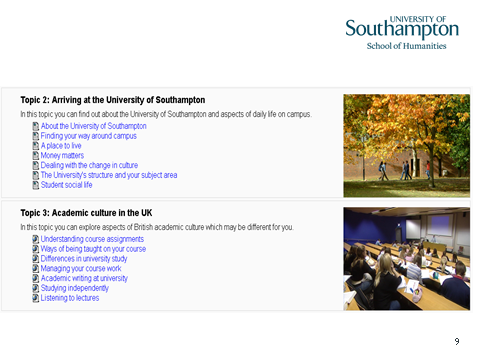 UNIVERSITY OF
Southampton
School of Humanities
Topic 2: Arriving at the University of Southampton
In this topic you can find out about the University of Southampton and aspects of daily life on campus.
About the University of Southampton
Finding your way around campus
A place to live
Money matters
Dealing with the change in culture
The University's structure and your subject area
Student social life
Topic 3: Academic culture in the UK
In this topic you can explore aspects of British academic culture which may be different for you.
Understanding course assignments
Ways of being taught on your course
Differences in university study
Managing your course work
Academic writing at university
Studying independently
Listening to lectures
9